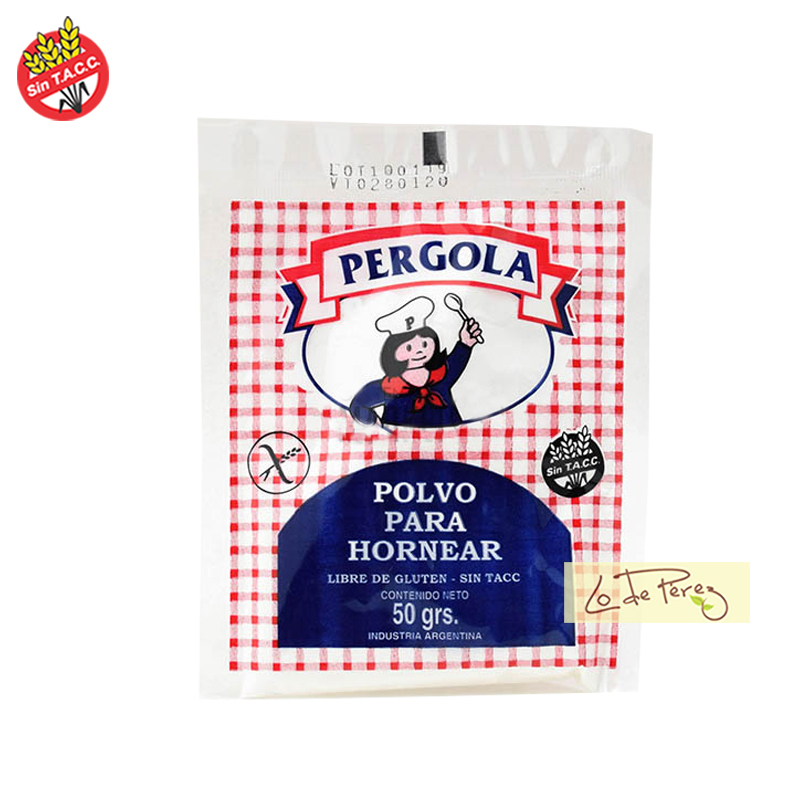 Sin T.A.C.C.
LOT100119
VTO280120
PERGOLA
P
Sin T.A.C.C.
POLVO
PARA
HORNEAR
LIBRE DE GLUTEN - SIN TACC
CONTENIDO NETO
50 grs.
INDUSTRIA ARGENTINA
Lo De Perez